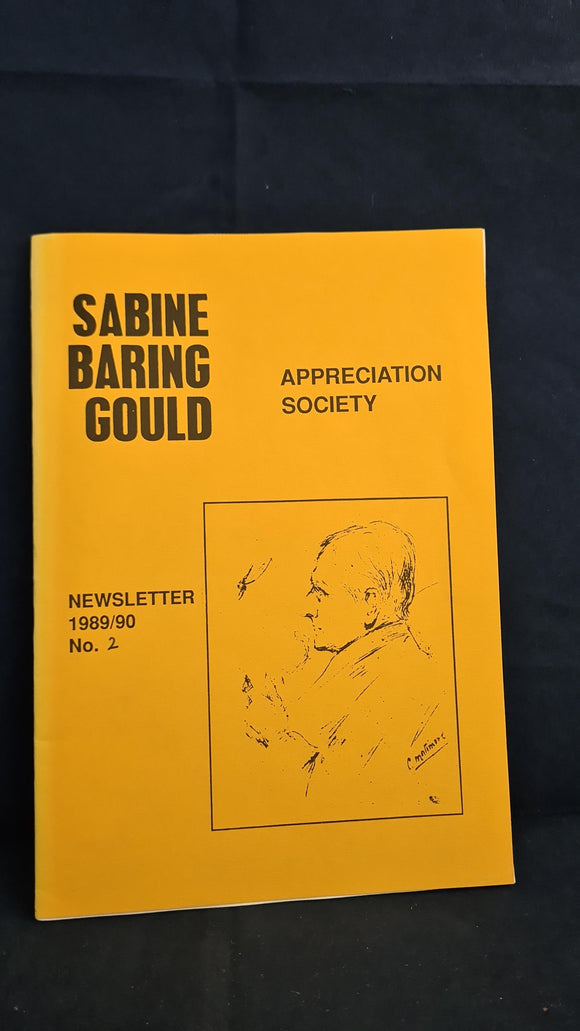 SABINE
BARING
GOULD
APPRECIATION
SOCIETY
NEWSLETTER
1989/90
No. 2